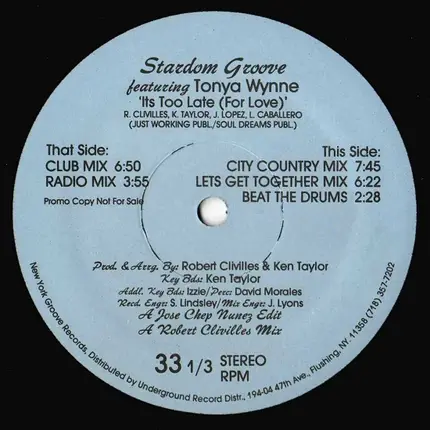 Stardom Groove
featuring Tonya Wynne
'Its Too Late (For Love)'
R. CLIVILLES, K. TAYLOR, J. LOPEZ, L. CABALLERO
(JUST WORKING PUBL./SOUL DREAMS PUBL.)
That Side:
CLUB MIX 6:50
RADIO MIX 3:55
Promo Copy Not For Sale
This Side:
CITY COUNTRY MIX 7:45
LETS GET TOGETHER MIX 6:22
BEAT THE DRUMS 2:28
Prod. & Arrg. By: Robert Clivilles & Ken Taylor
Key Bds: Ken Taylor
Addl. Key Bds: Izzie/Perc: David Morales
Recd. Engr: S. Lindsley/Mix Engr: J. Lyons
A Jose Chep Nunez Edit
A Robert Clivilles Mix
33 1/3 STEREO
RPM
New York Groove Records, Distributed by Underground Record Distr., 194-04 47th Ave., Flushing, NY. 11358 (718) 357-7202